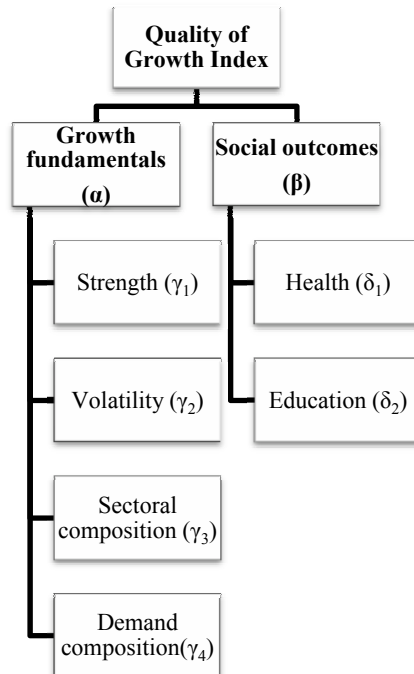 Quality of
Growth Index
Growth
fundamentals
(α)
Social outcomes
(β)
Strength (γ₁)
Health (δ₁)
Volatility (γ₂)
Education (δ₂)
Sectoral
composition (γ₃)
Demand
composition(γ₄)